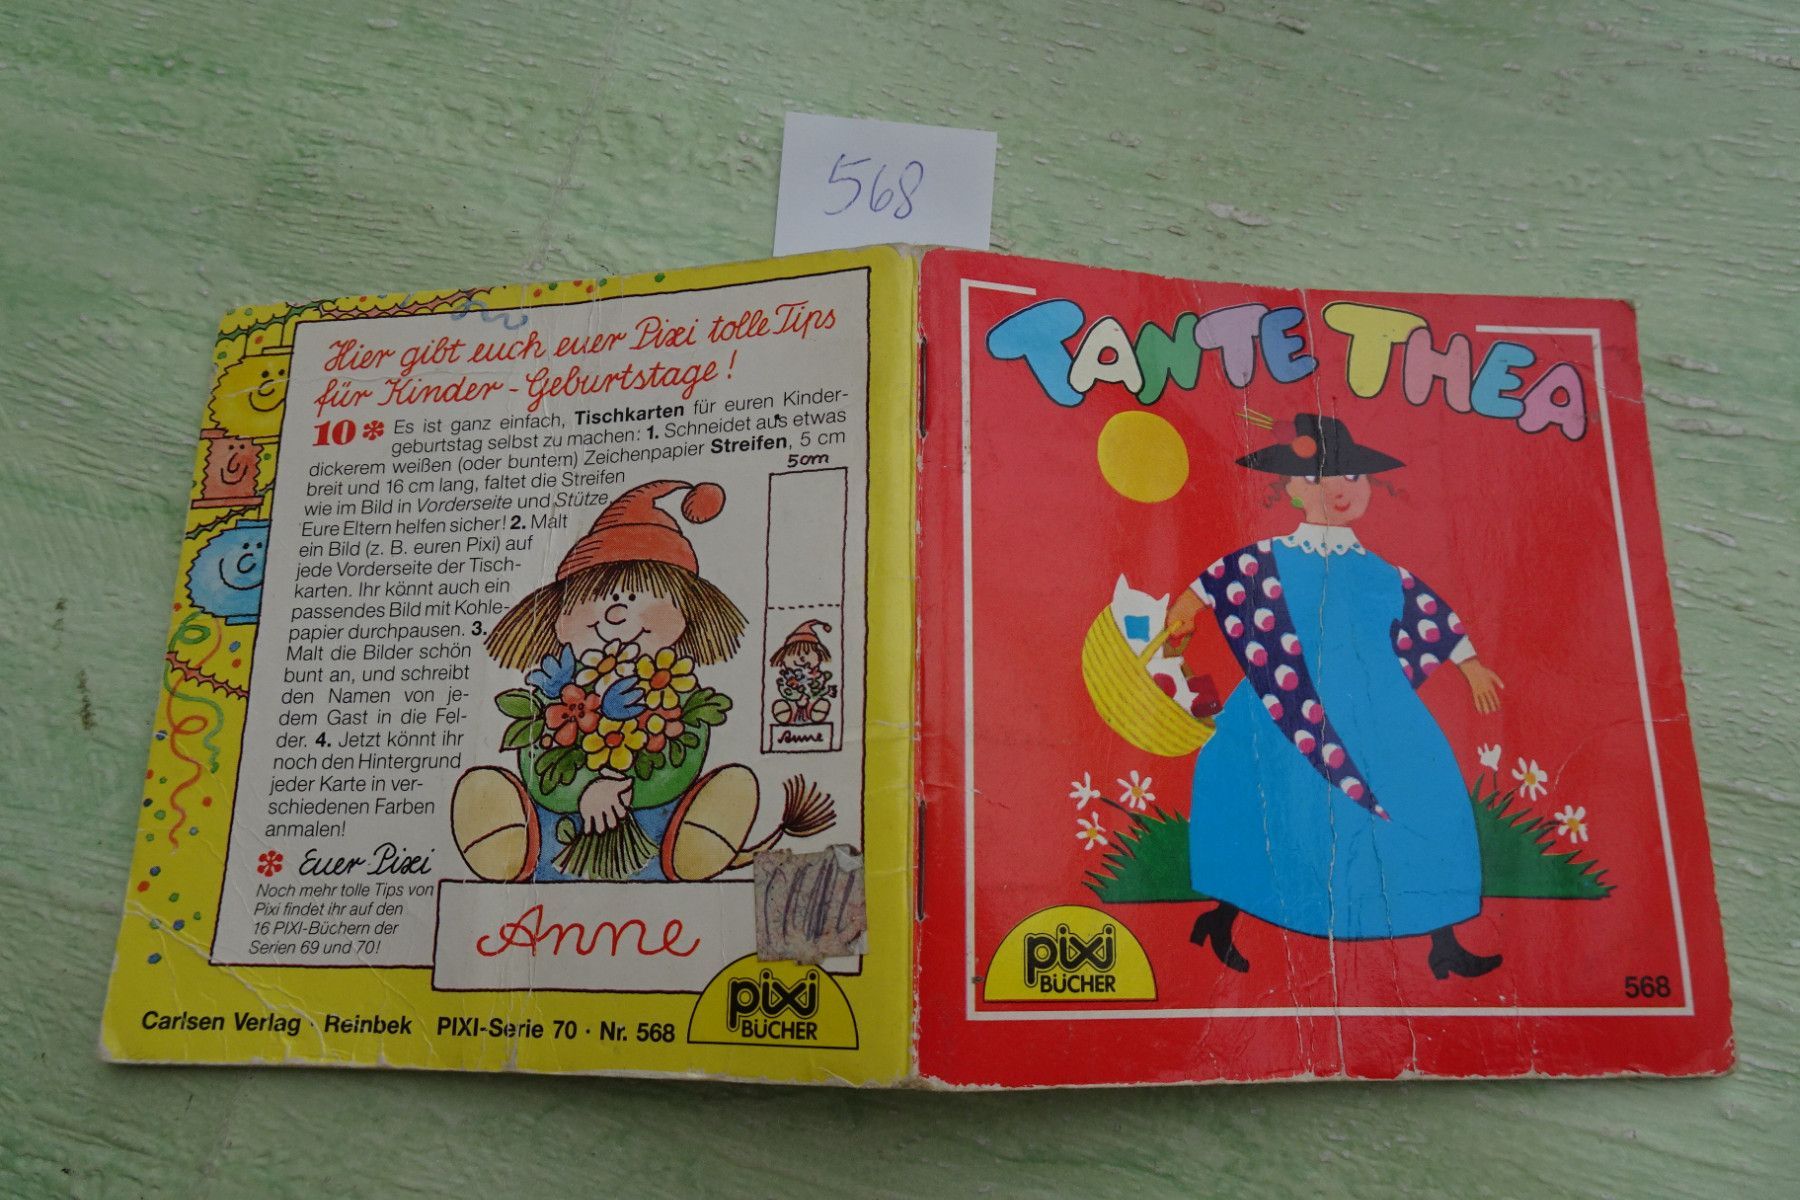 568
Hier gibt euch euer Pixi tolle Tips
für Kinder-Geburtstage!
10 * Es ist ganz einfach, Tischkarten für euren Kinder-
geburtstag selbst zu machen: 1. Schneidet aus etwas
dickerem weißen (oder buntem) Zeichenpapier Streifen, 5 cm
breit und 16 cm lang, faltet die Streifen
wie im Bild in Vorderseite und Stütze.
Eure Eltern helfen sicher! 2. Malt
ein Bild (z. B. euren Pixi) auf
jede Vorderseite der Tisch-
karten. Ihr könnt auch ein
passendes Bild mit Kohle-
papier durchpausen. 3.
Malt die Bilder schön
bunt an, und schreibt
den Namen von je-
dem Gast in die Fel-
der. 4. Jetzt könnt ihr
noch den Hintergrund
jeder Karte in ver-
schiedenen Farben
anmalen!
* Euer Pixi
Noch mehr tolle Tips von
Pixi findet ihr auf den
16 PIXI-Büchern der
Serien 69 und 70!
5cm
Anne
Anne
pixi
BÜCHER
Carlsen Verlag · Reinbek PIXI-Serie 70 · Nr. 568
TANTE THEA
pixi
BÜCHER
568